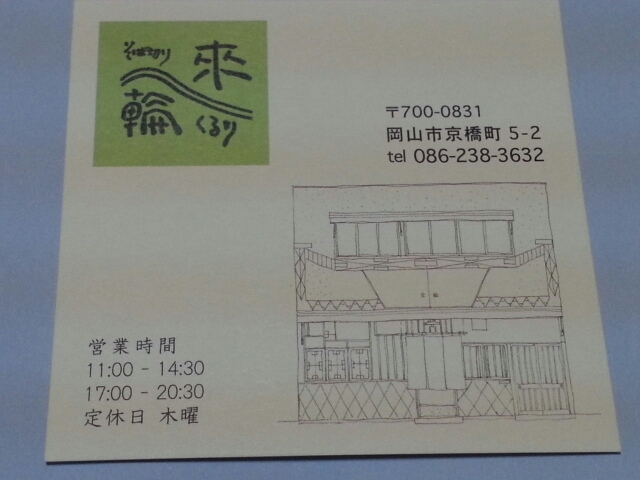 そば切り
來輪
くるり
〒700-0831
岡山市京橋町 5-2
tel 086-238-3632
営業時間
11:00 - 14:30
17:00 - 20:30
定休日 木曜